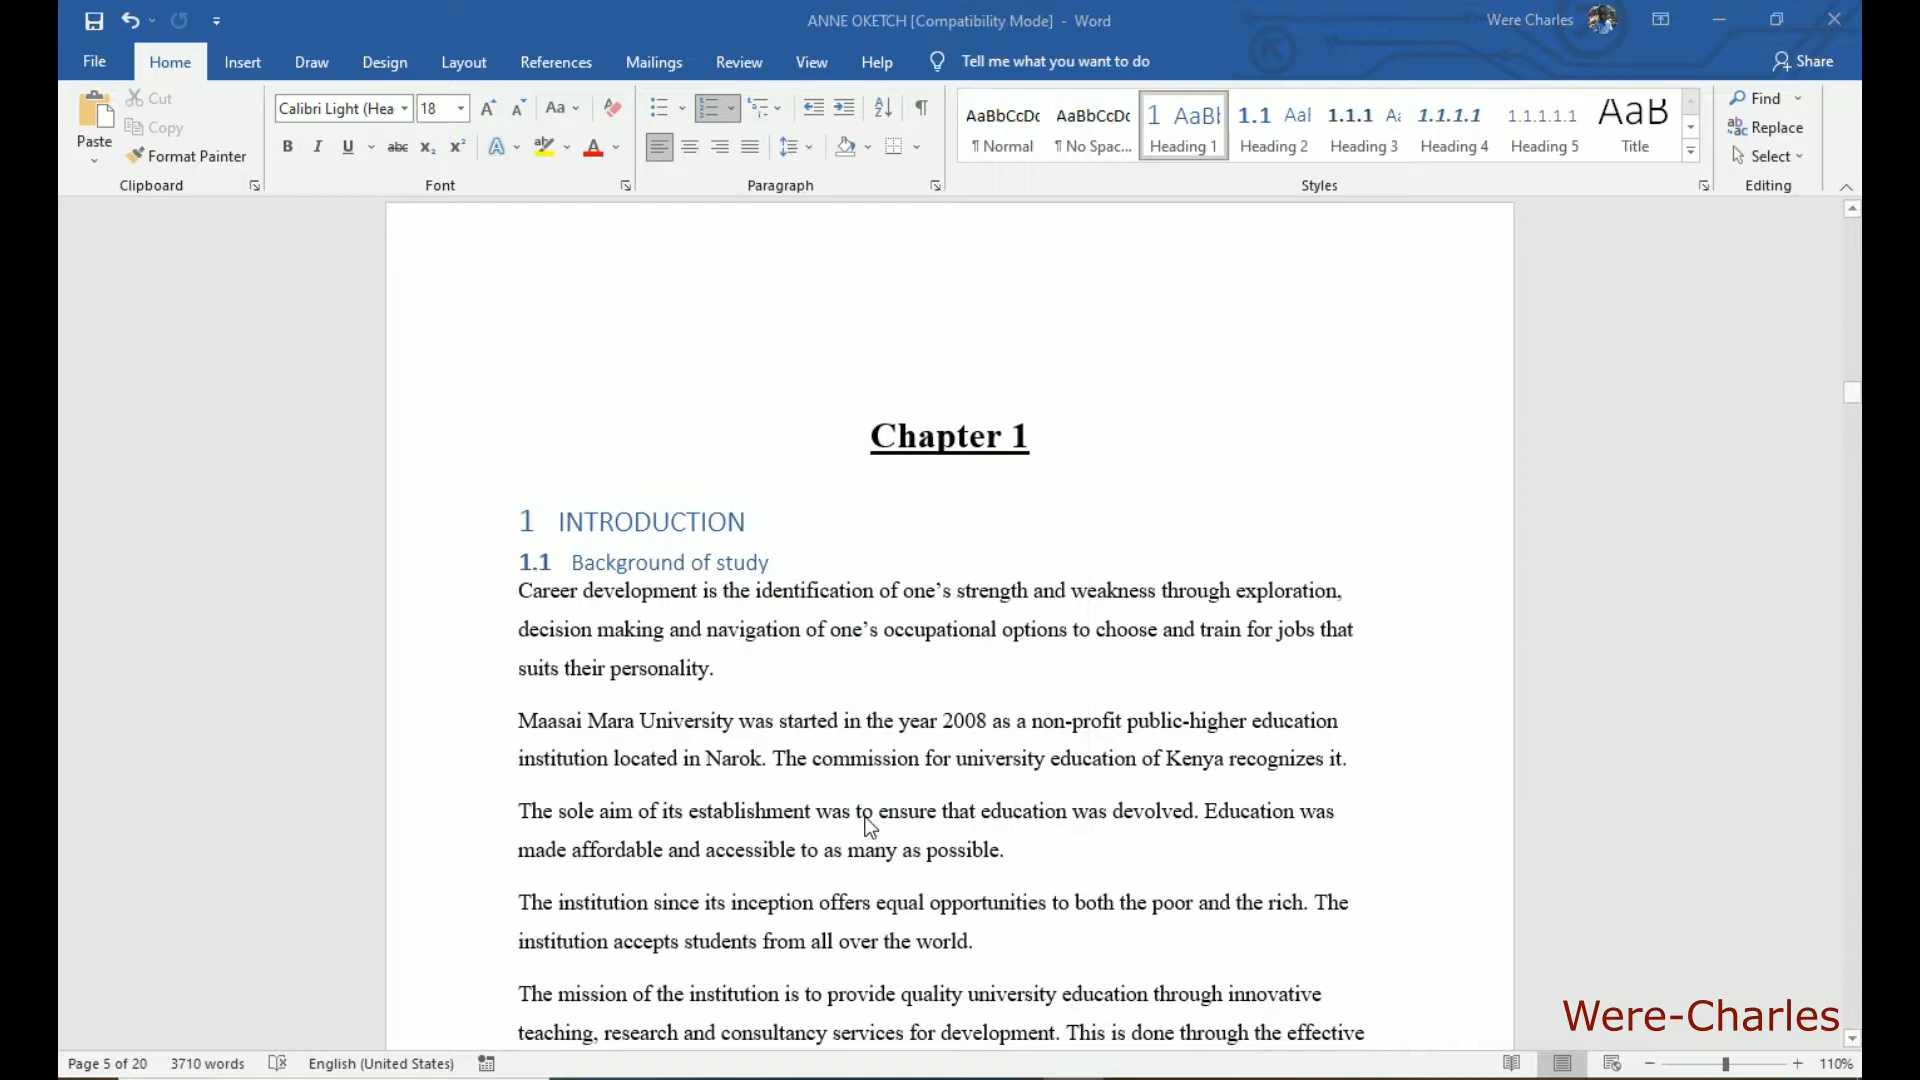 ANNE OKETCH [Compatibility Mode] - Word
Were Charles
File Home Insert Draw Design Layout References Mailings Review View Help Tell me what you want to do Share
Paste
Cut
Copy
Format Painter
Clipboard
Calibri Light (Hea 18
Font
Paragraph
AaBbCcDc AaBbCcDc 1 AaBb 1.1 Aal 1.1.1 Aa 1.1.1.1 1.1.1.1.1 AaB
¶ Normal ¶ No Spac... Heading 1 Heading 2 Heading 3 Heading 4 Heading 5 Title
Styles
Find
Replace
Select
Editing
Chapter 1
1 INTRODUCTION
1.1 Background of study
Career development is the identification of one’s strength and weakness through exploration,
decision making and navigation of one’s occupational options to choose and train for jobs that
suits their personality.
Maasai Mara University was started in the year 2008 as a non-profit public-higher education
institution located in Narok. The commission for university education of Kenya recognizes it.
The sole aim of its establishment was to ensure that education was devolved. Education was
made affordable and accessible to as many as possible.
The institution since its inception offers equal opportunities to both the poor and the rich. The
institution accepts students from all over the world.
The mission of the institution is to provide quality university education through innovative
teaching, research and consultancy services for development. This is done through the effective
Were-Charles
Page 5 of 20 3710 words English (United States) 110%